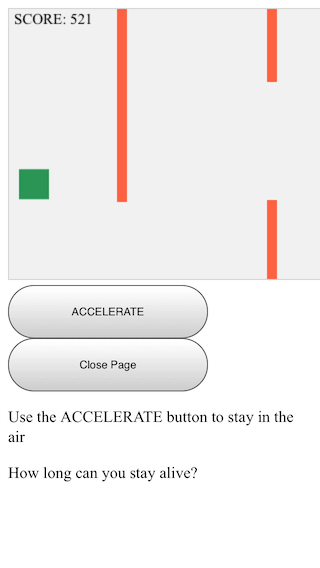 SCORE: 521
ACCELERATE
Close Page
Use the ACCELERATE button to stay in the
air
How long can you stay alive?